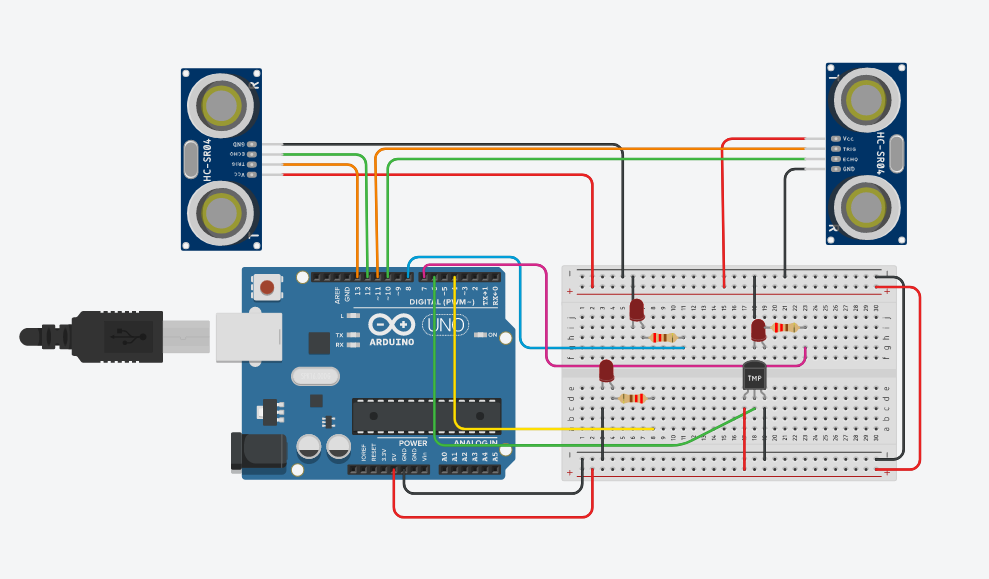 HC-SR04
GND
ECHO
TRIG
Vcc
R
L
HC-SR04
Vcc
TRIG
ECHO
GND
R
AREF
GND
13
12
~11
~10
~9
8
7
~5
~3
2
TX→1
RX←0
DIGITAL (PWM~)
L
TX
RX
ARDUINO
UNO
ON
POWER
ANALOG IN
IOREF
RESET
3.3V
5V
GND
GND
Vin
A0
A1
A2
A3
A4
A5
TMP